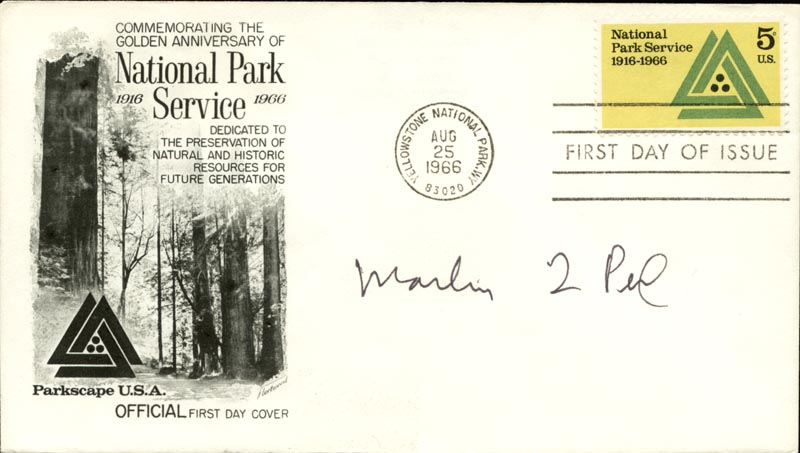 COMMEMORATING THE
GOLDEN ANNIVERSARY OF
National Park
1916 Service 1966
DEDICATED TO
THE PRESERVATION OF
NATURAL AND HISTORIC
RESOURCES FOR
FUTURE GENERATIONS
Parkscape U.S.A.
Fleetwood
OFFICIAL FIRST DAY COVER
YELLOWSTONE NATIONAL PARK, WY
AUG
25
1966
83020
National
Park Service
1916-1966
5c
U.S.
FIRST DAY OF ISSUE
Marlin